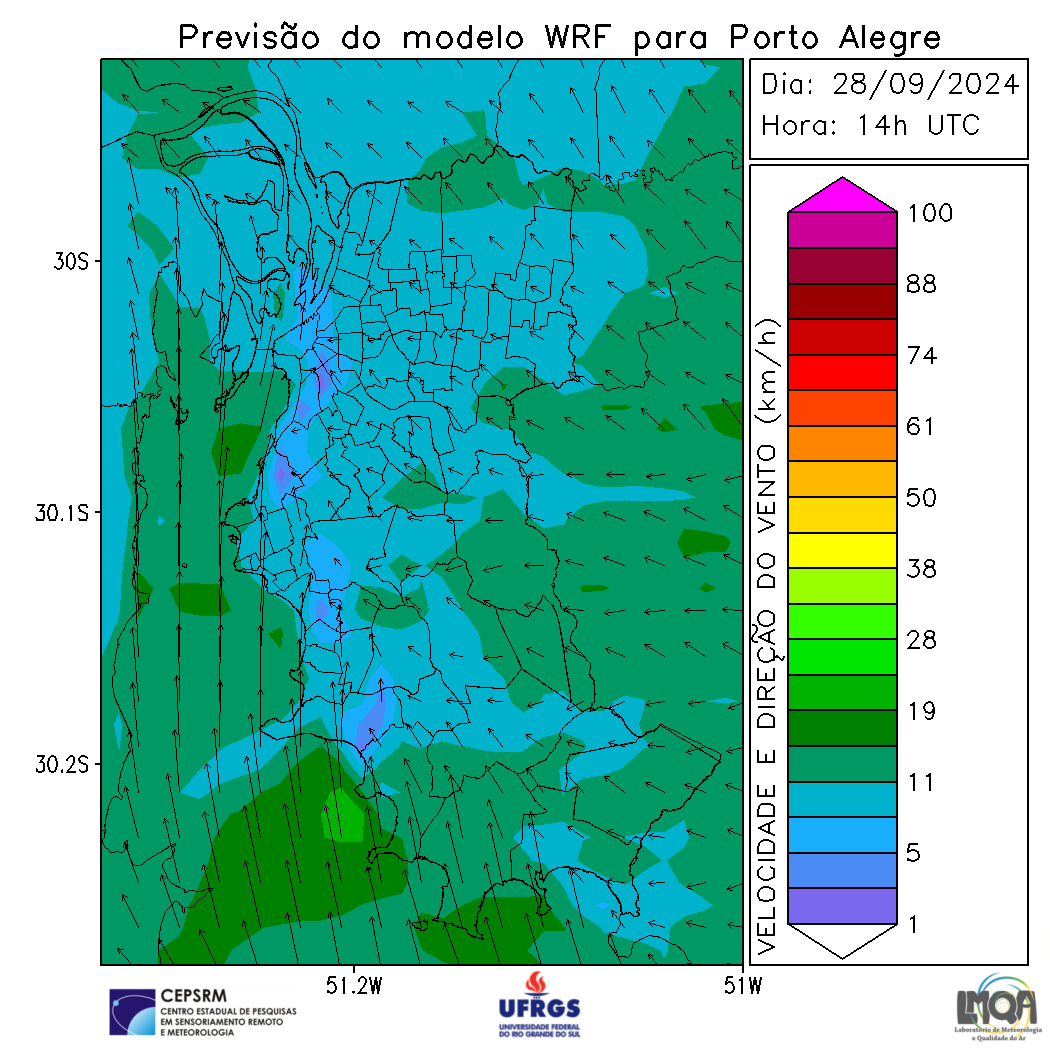 Previsão do modelo WRF para Porto Alegre
Dia: 28/09/2024
Hora: 14h UTC
30S
30.1S
30.2S
51.2W
51W
VELOCIDADE E DIREÇÃO DO VENTO (km/h)
100
88
74
61
50
38
28
19
11
5
1
CEPSRM
CENTRO ESTADUAL DE PESQUISAS
EM SENSORIAMENTO REMOTO
E METEOROLOGIA
UFRGS
UNIVERSIDADE FEDERAL
DO RIO GRANDE DO SUL
LMQA
Laboratório de Meteorologia
e Qualidade do Ar